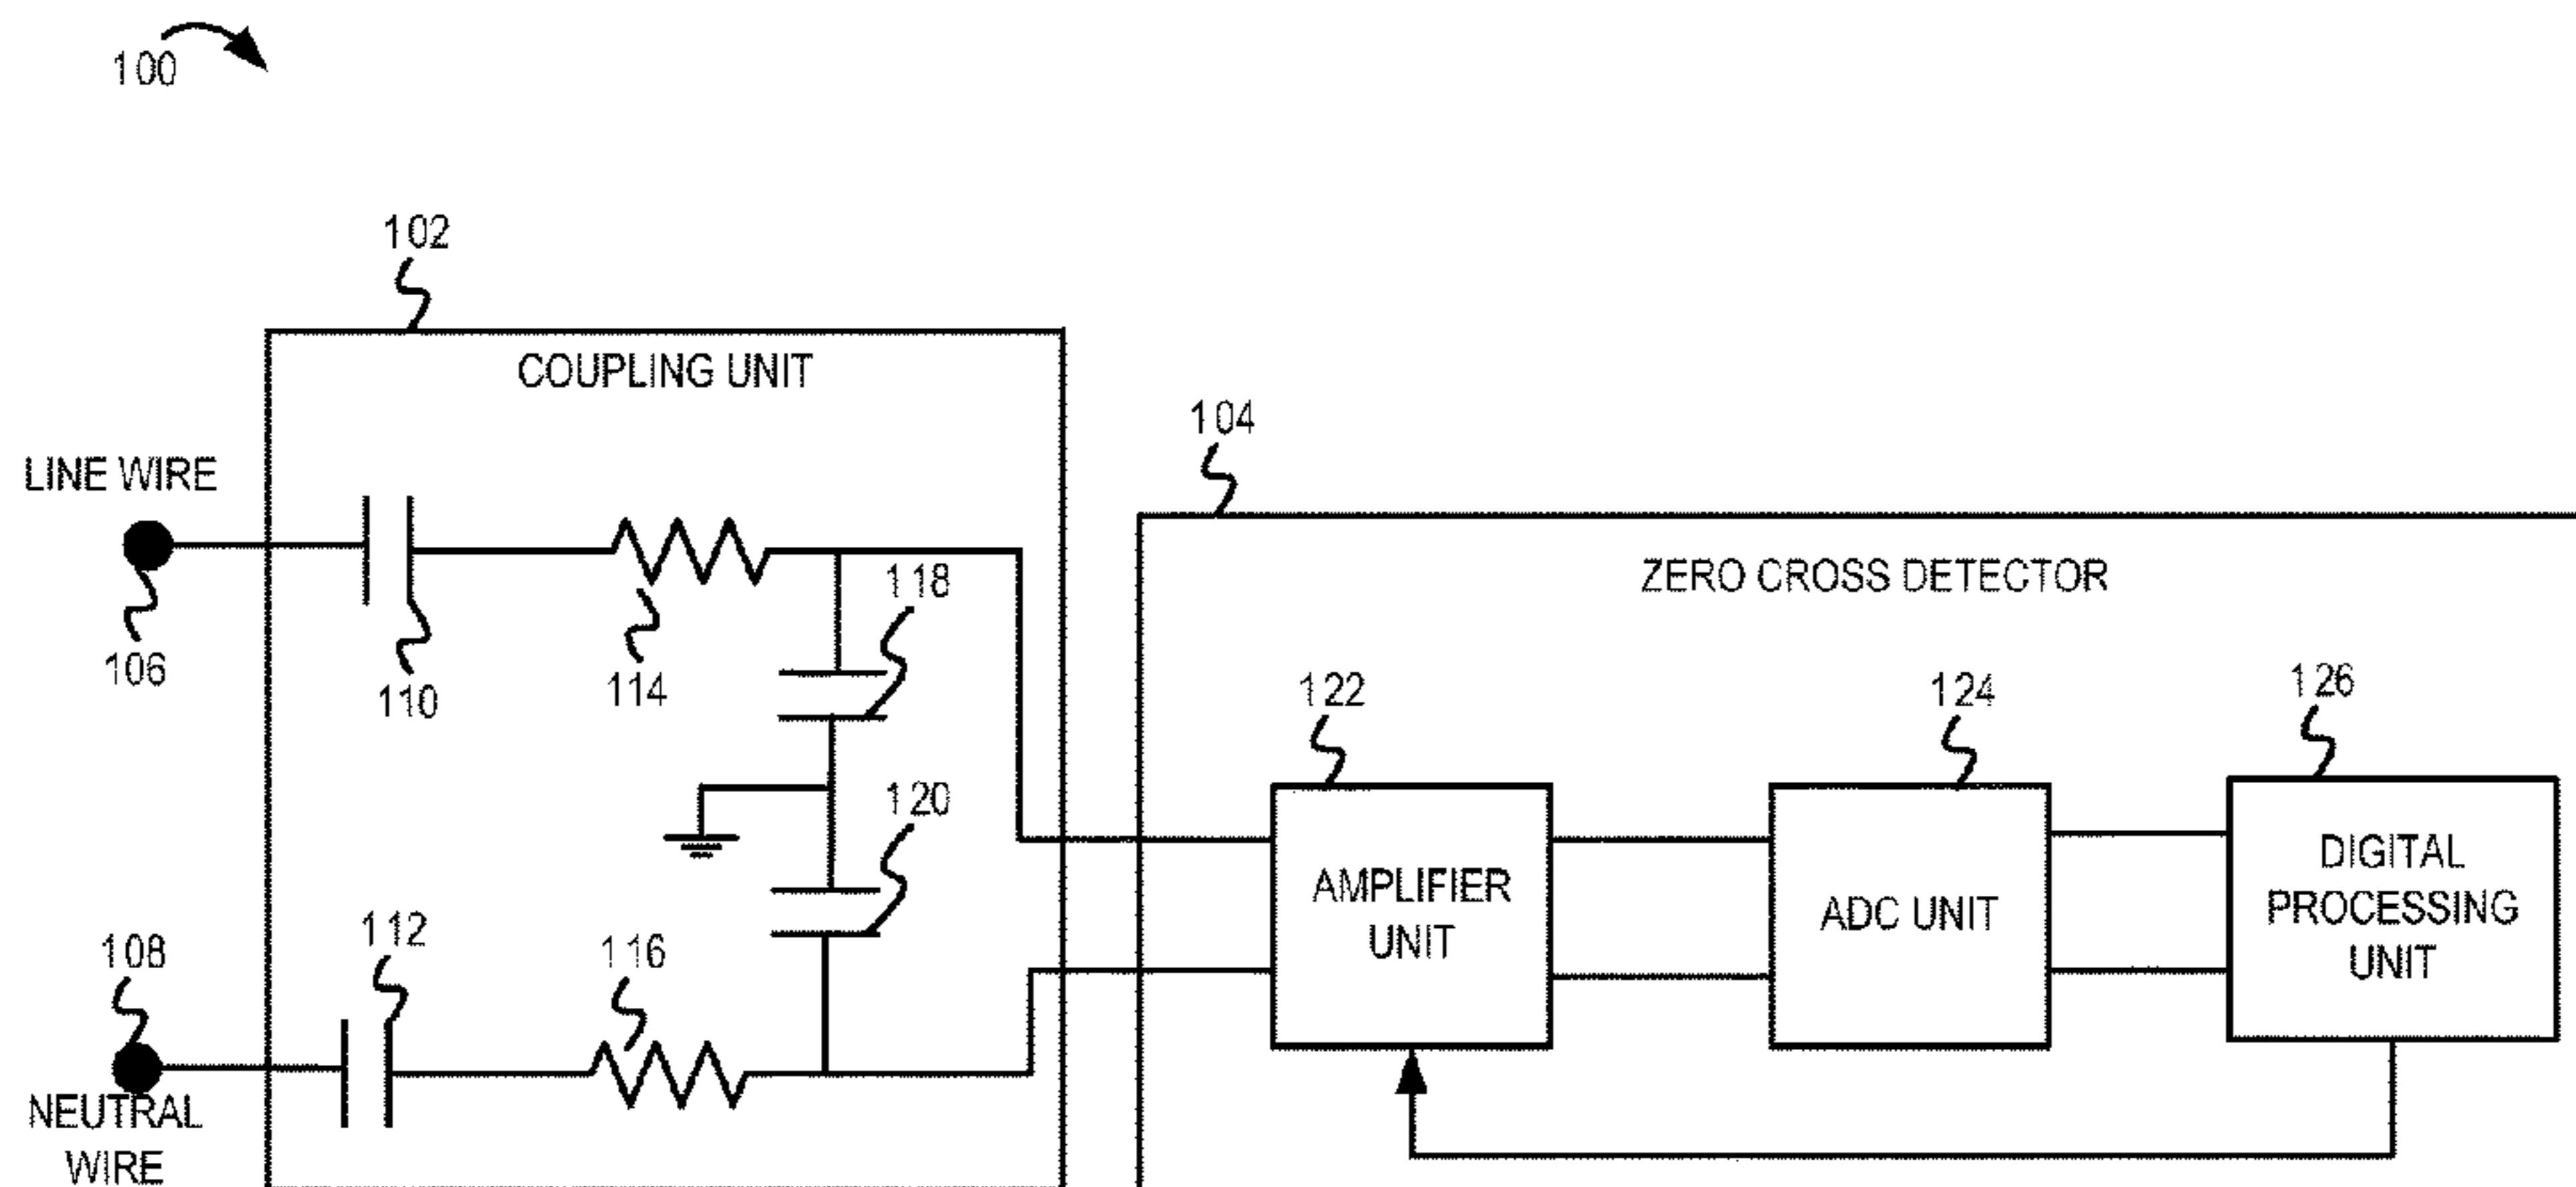 100
102
COUPLING UNIT
104
LINE WIRE
ZERO CROSS DETECTOR
118
106
110
114
122
124
126
120
AMPLIFIER
UNIT
ADC UNIT
DIGITAL
PROCESSING
UNIT
108
112
116
NEUTRAL
WIRE